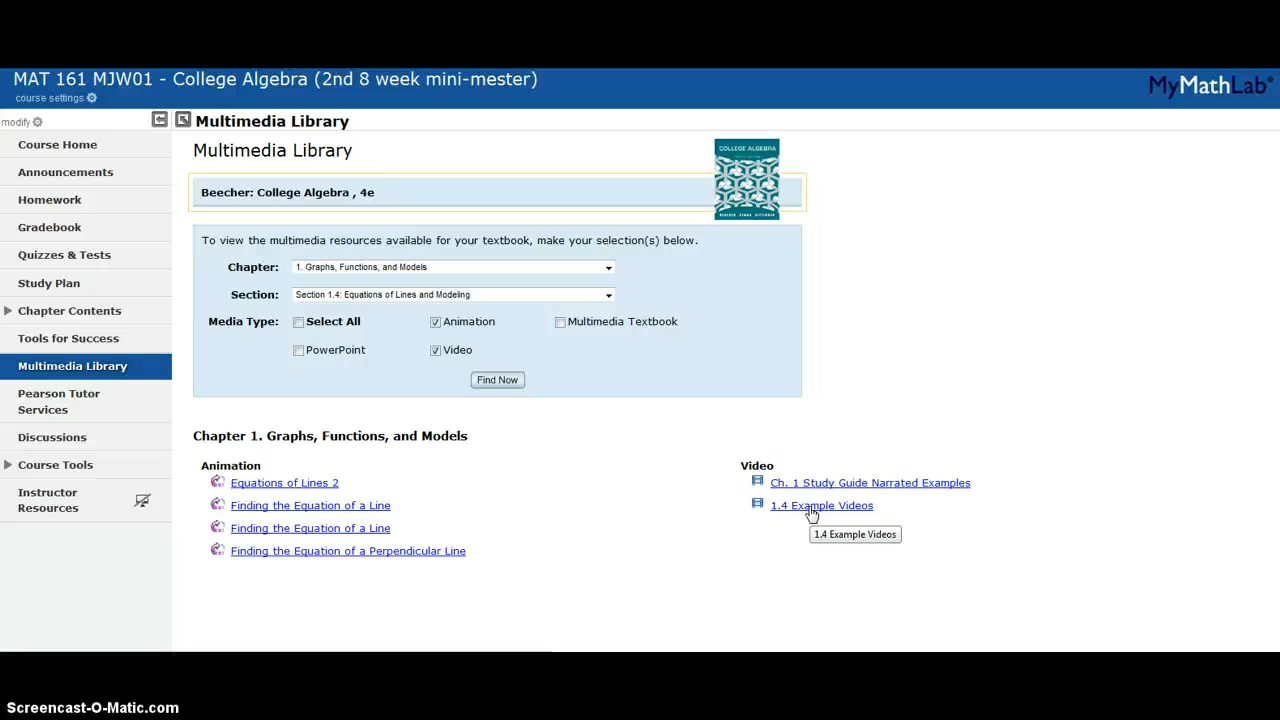 MAT 161 MJW01 - College Algebra (2nd 8 week mini-mester)
course settings
MyMathLab®
modify
Multimedia Library
Course Home
Announcements
Homework
Gradebook
Quizzes & Tests
Study Plan
Chapter Contents
Tools for Success
Multimedia Library
Pearson Tutor
Services
Discussions
Course Tools
Instructor
Resources
Multimedia Library
COLLEGE ALGEBRA
Beecher: College Algebra , 4e
To view the multimedia resources available for your textbook, make your selection(s) below.
Chapter: 1. Graphs, Functions, and Models
Section: Section 1.4: Equations of Lines and Modeling
Media Type: Select All Animation Multimedia Textbook
PowerPoint Video
Find Now
Chapter 1. Graphs, Functions, and Models
Animation
Equations of Lines 2
Finding the Equation of a Line
Finding the Equation of a Line
Finding the Equation of a Perpendicular Line
Video
Ch. 1 Study Guide Narrated Examples
1.4 Example Videos
1.4 Example Videos
Screencast-O-Matic.com